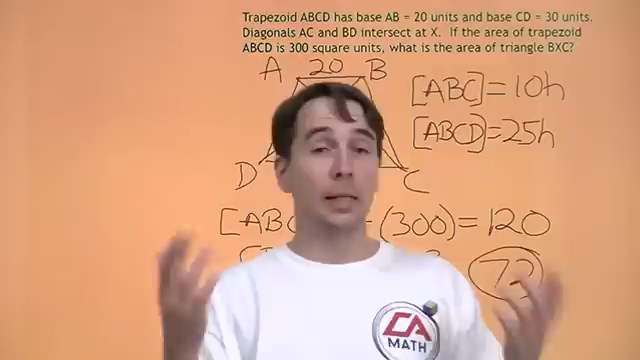 Trapezoid ABCD has base AB = 20 units and base CD = 30 units.
Diagonals AC and BD intersect at X. If the area of trapezoid
ABCD is 300 square units, what is the area of triangle BXC?
A 20 B
[ABC]=10h
[ABCD]=25h
D C
[ABC (300)=120
72
CA
MATH